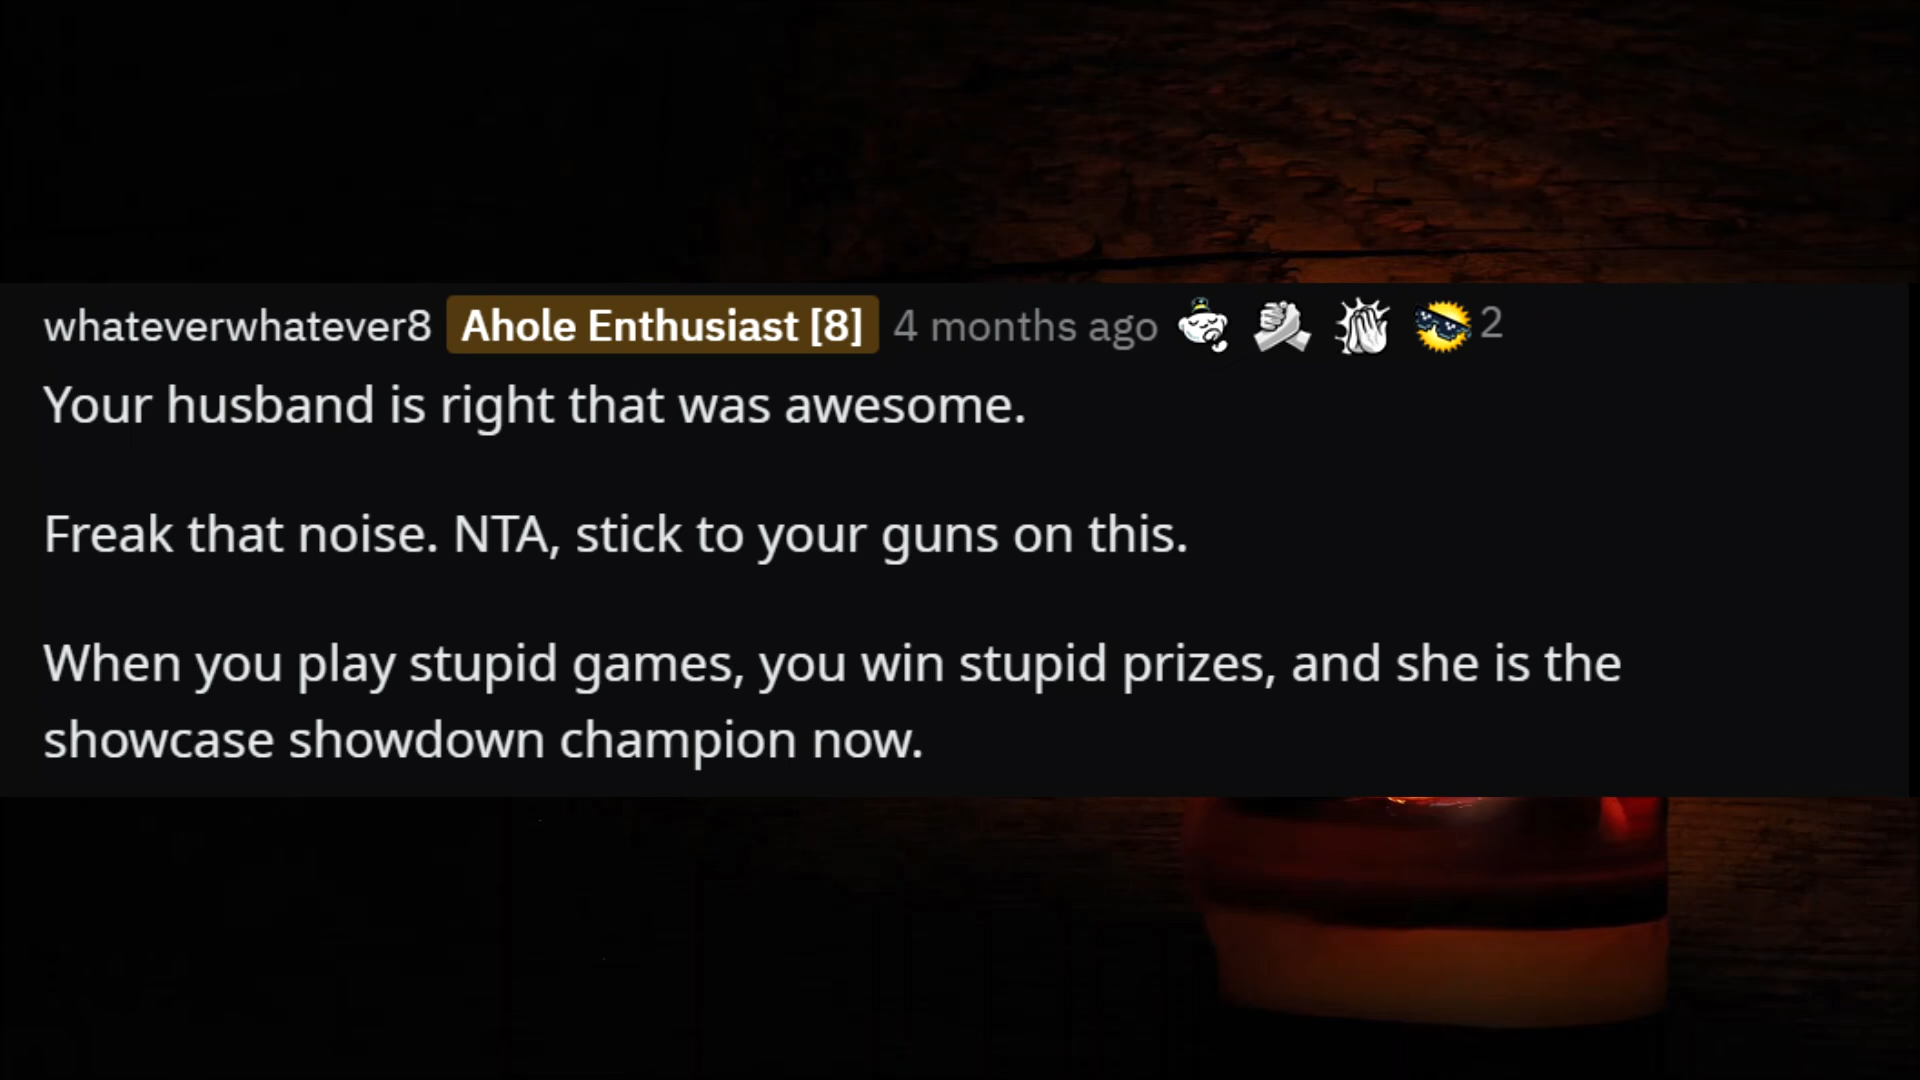 whateverwhatever8 Ahole Enthusiast [8] 4 months ago 2
Your husband is right that was awesome.
Freak that noise. NTA, stick to your guns on this.
When you play stupid games, you win stupid prizes, and she is the
showcase showdown champion now.